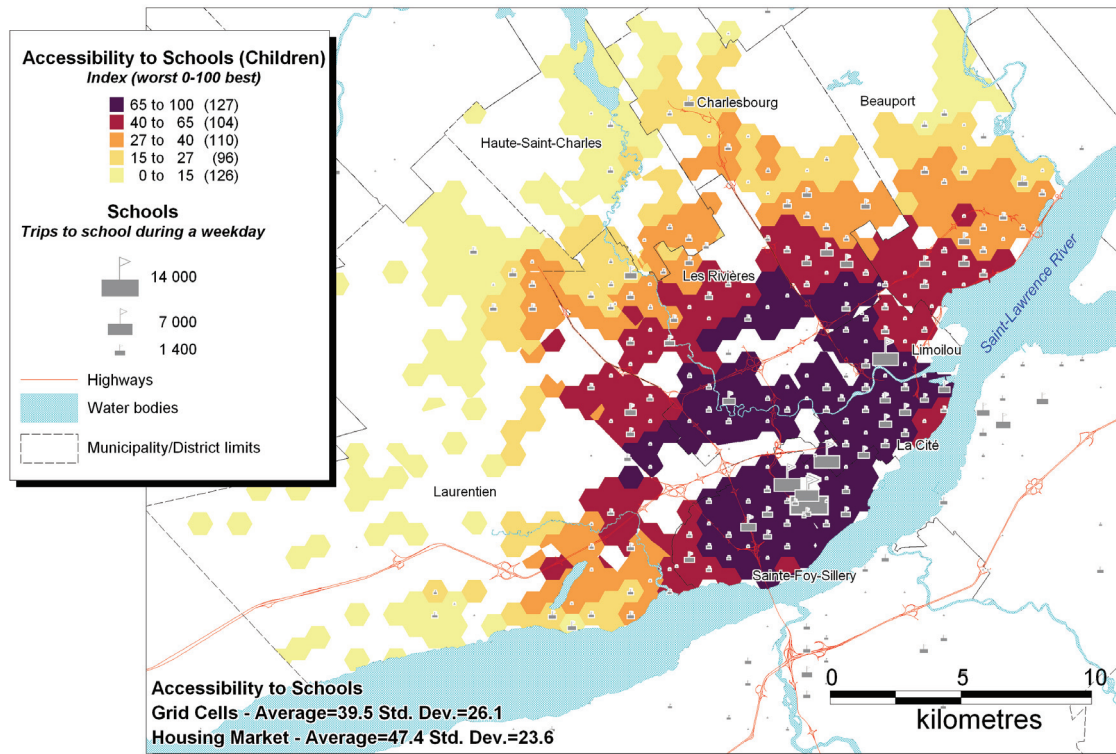 Accessibility to Schools (Children)
Index (worst 0-100 best)
65 to 100 (127)
40 to 65 (104)
27 to 40 (110)
15 to 27 (96)
0 to 15 (126)
Schools
Trips to school during a weekday
14 000
7 000
1 400
Highways
Water bodies
Municipality/District limits
Charlesbourg
Beauport
Haute-Saint-Charles
Les Rivières
Saint-Lawrence River
Limoilou
La Cité
Laurentien
Sainte-Foy-Sillery
Accessibility to Schools
Grid Cells - Average=39.5 Std. Dev.=26.1
Housing Market - Average=47.4 Std. Dev.=23.6
0 5 10
kilometres